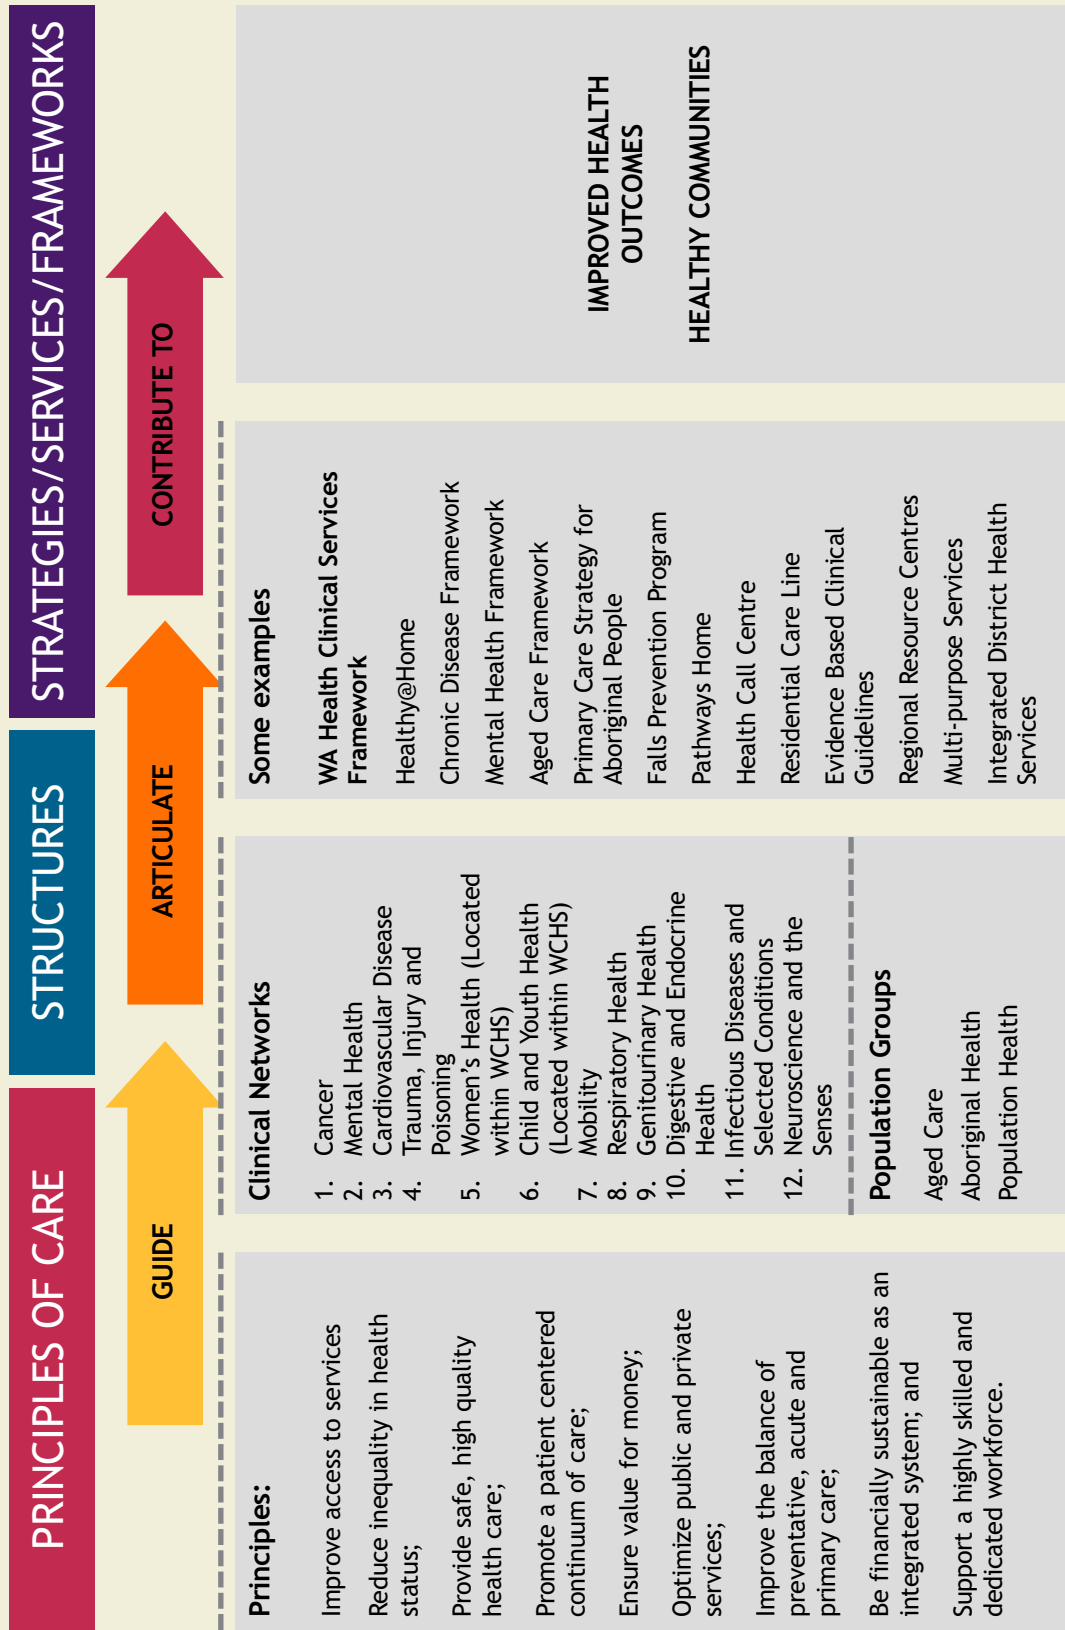 PRINCIPLES OF CARE
STRUCTURES
STRATEGIES/SERVICES/FRAMEWORKS
GUIDE
ARTICULATE
CONTRIBUTE TO
Principles:
Improve access to services
Reduce inequality in health
status;
Provide safe, high quality
health care;
Promote a patient centered
continuum of care;
Ensure value for money;
Optimize public and private
services;
Improve the balance of
preventative, acute and
primary care;
Be financially sustainable as an
integrated system; and
Support a highly skilled and
dedicated workforce.
Clinical Networks
1. Cancer
2. Mental Health
3. Cardiovascular Disease
4. Trauma, Injury and
Poisoning
5. Women's Health (Located
within WCHS)
6. Child and Youth Health
(Located within WCHS)
7. Mobility
8. Respiratory Health
9. Genitourinary Health
10. Digestive and Endocrine
Health
11. Infectious Diseases and
Selected Conditions
12. Neuroscience and the
Senses
Population Groups
Aged Care
Aboriginal Health
Population Health
Some examples
WA Health Clinical Services
Framework
Healthy@Home
Chronic Disease Framework
Mental Health Framework
Aged Care Framework
Primary Care Strategy for
Aboriginal People
Falls Prevention Program
Pathways Home
Health Call Centre
Residential Care Line
Evidence Based Clinical
Guidelines
Regional Resource Centres
Multi-purpose Services
Integrated District Health
Services
IMPROVED HEALTH
OUTCOMES
HEALTHY COMMUNITIES